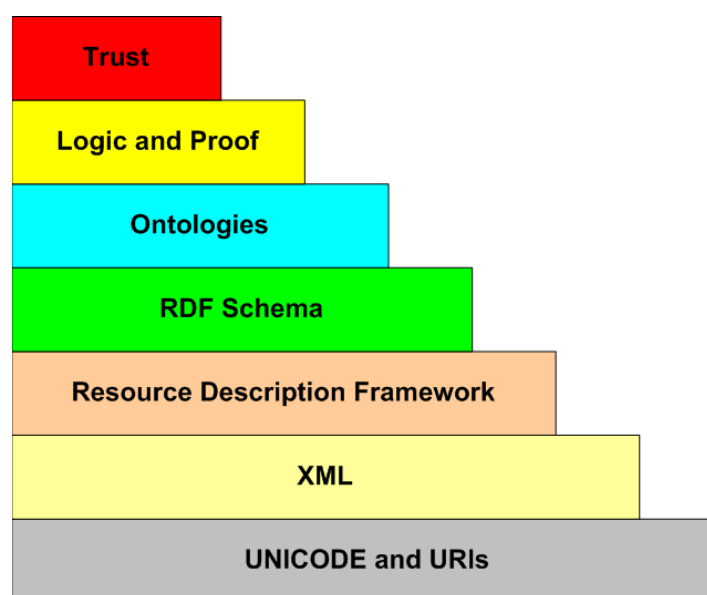 Trust
Logic and Proof
Ontologies
RDF Schema
Resource Description Framework
XML
UNICODE and URIs